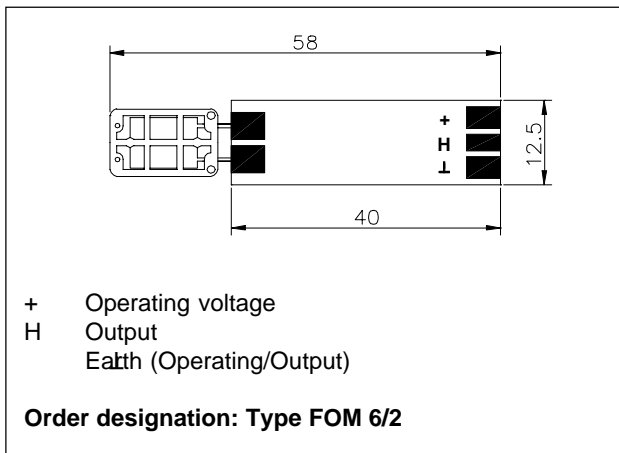 58
+
H
⊥
12.5
40
+ Operating voltage
H Output
⊥ Earth (Operating/Output)
Order designation: Type FOM 6/2